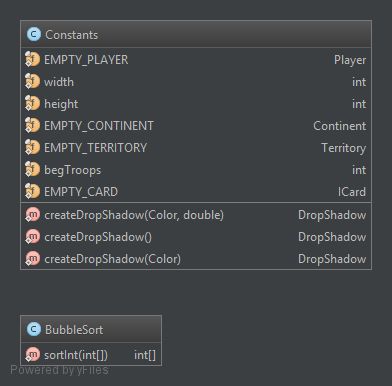 C Constants
f EMPTY_PLAYER Player
f width int
f height int
f EMPTY_CONTINENT Continent
f EMPTY_TERRITORY Territory
f begTroops int
f EMPTY_CARD ICard
m createDropShadow(Color, double) DropShadow
m createDropShadow() DropShadow
m createDropShadow(Color) DropShadow
C BubbleSort
m sortInt(int[]) int[]
Powered by yFiles